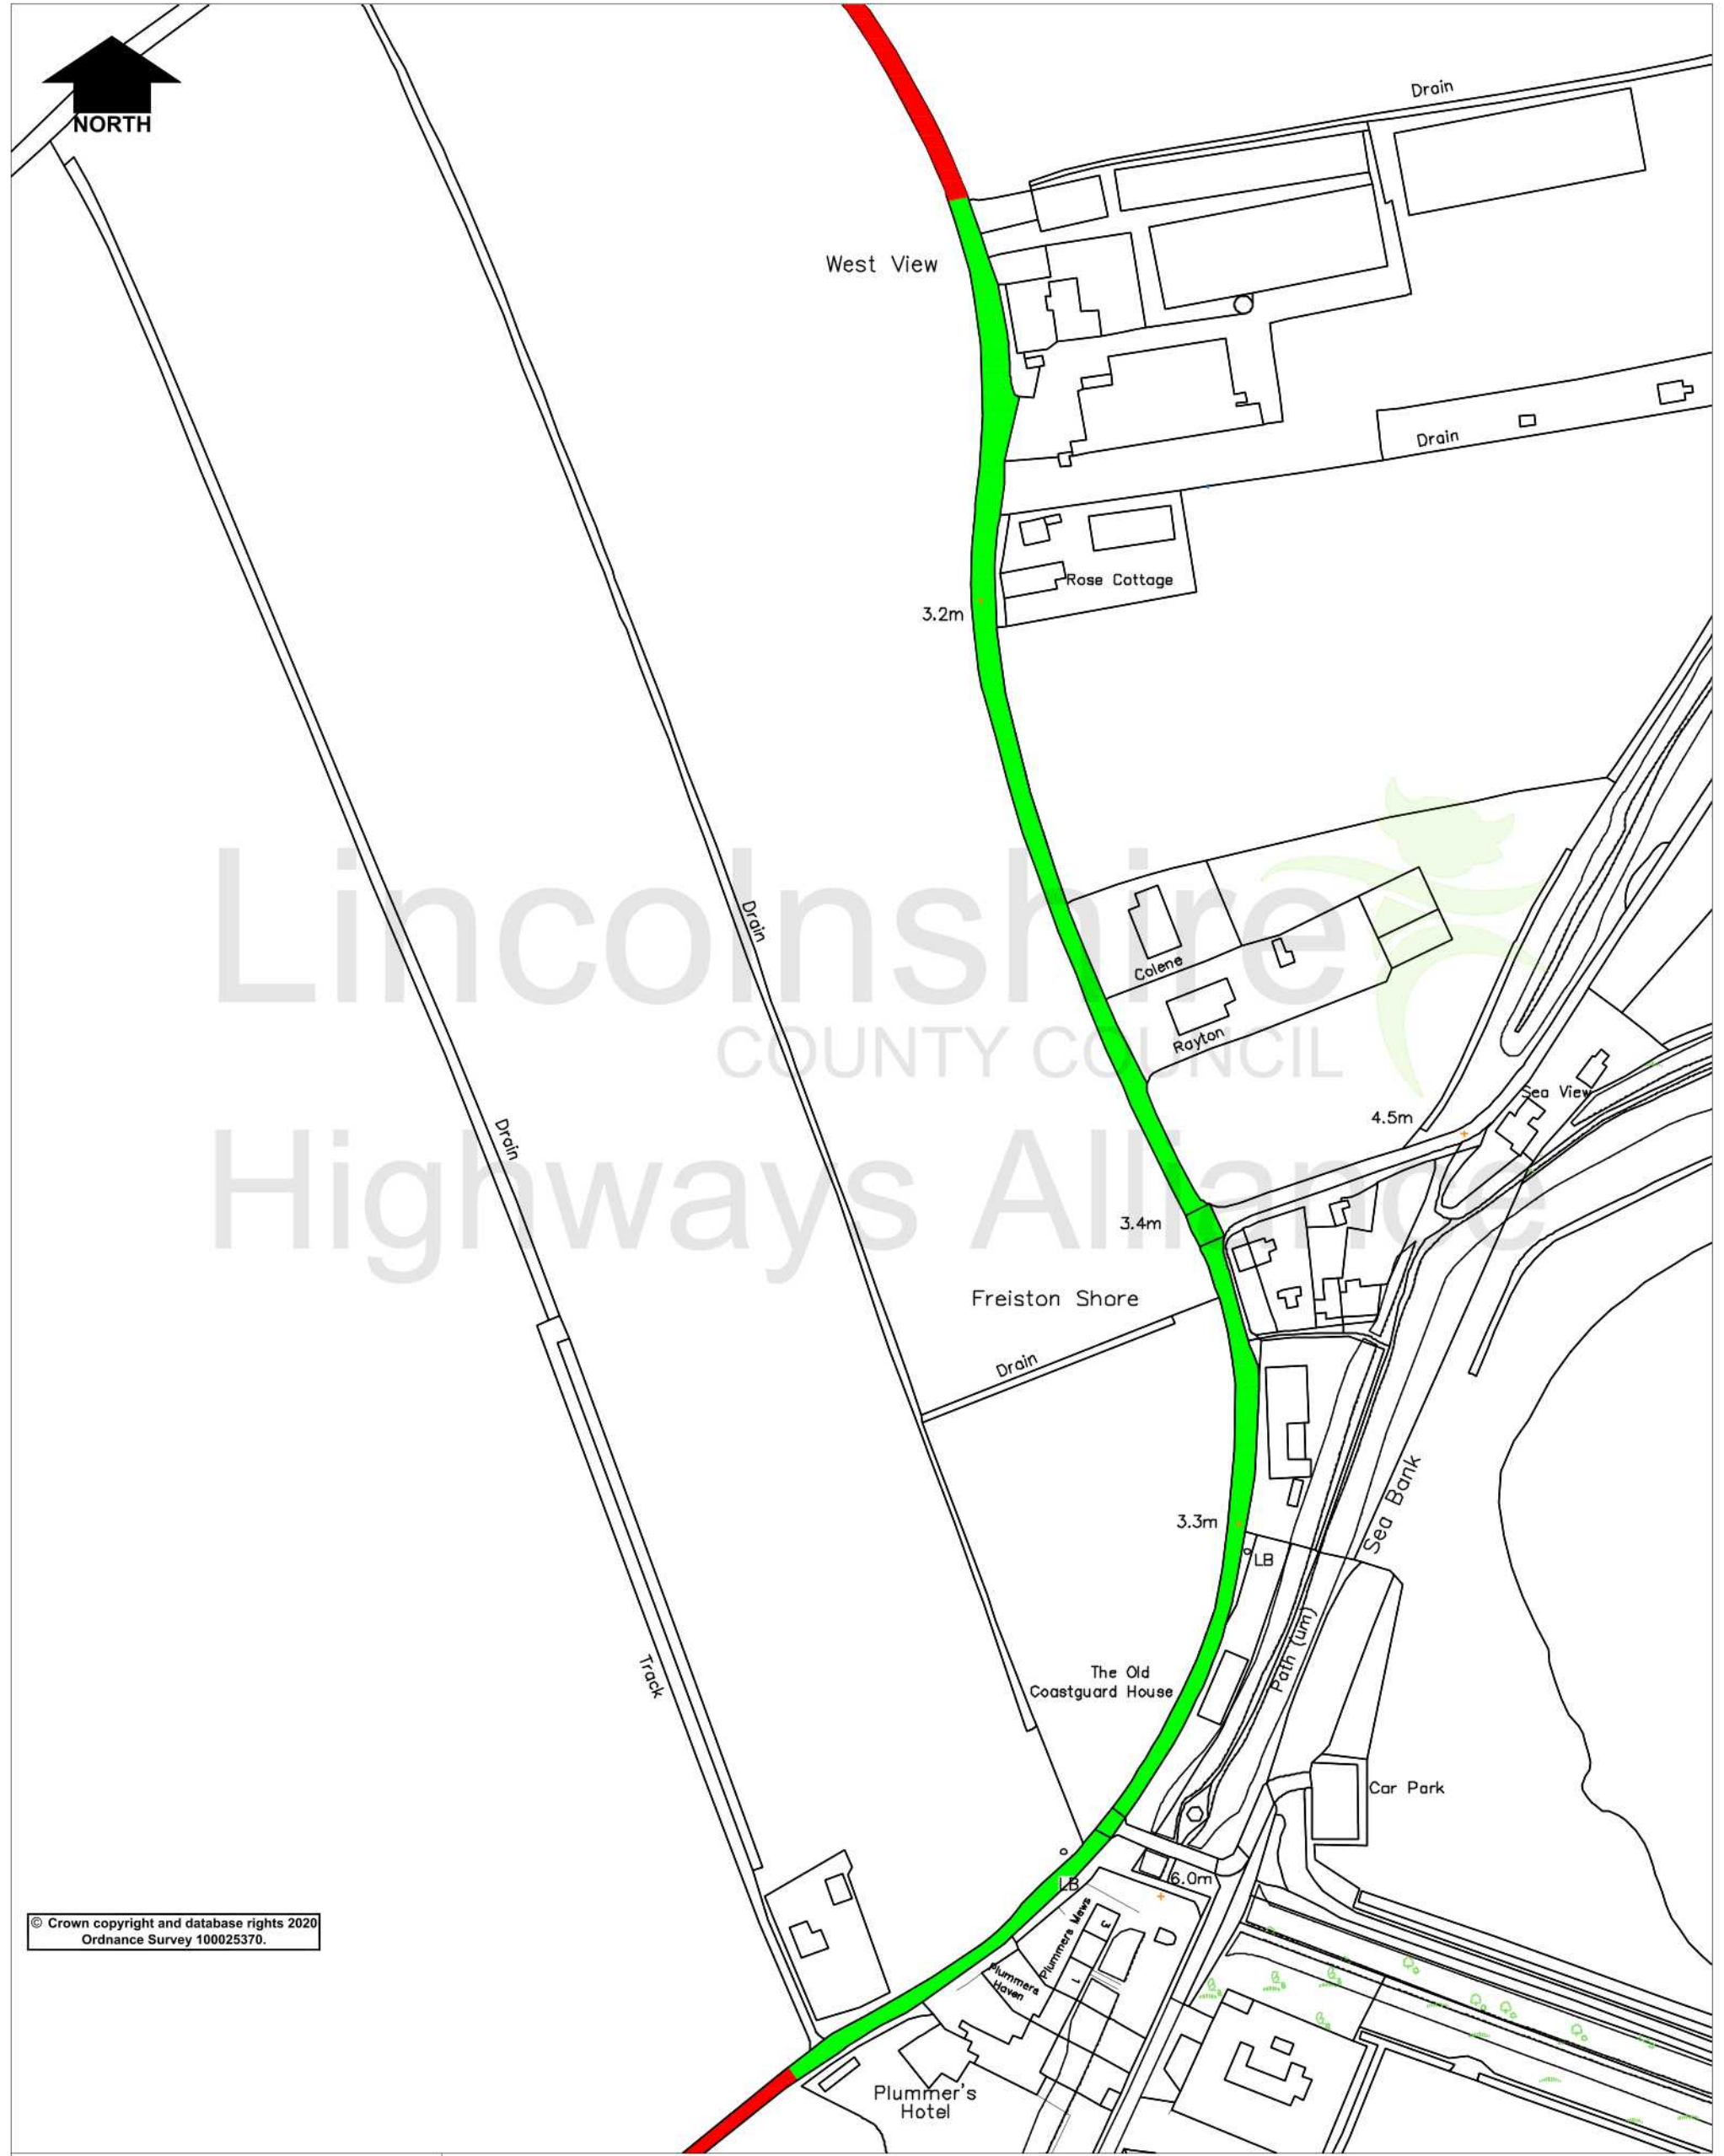 NORTH
Drain
West View
Drain
Rose Cottage
3.2m
Lincolnshire
COUNTY COUNCIL
Highways Alliance
Drain
Colene
Rayton
Sea View
4.5m
Drain
3.4m
Freiston Shore
Drain
Sea Bank
3.3m
LB
Path (um)
Track
The Old
Coastguard House
Car Park
6.0m
LB
Plummers Mews
3
1
Plummers
Haven
© Crown copyright and database rights 2020
Ordnance Survey 100025370.
Plummer's
Hotel